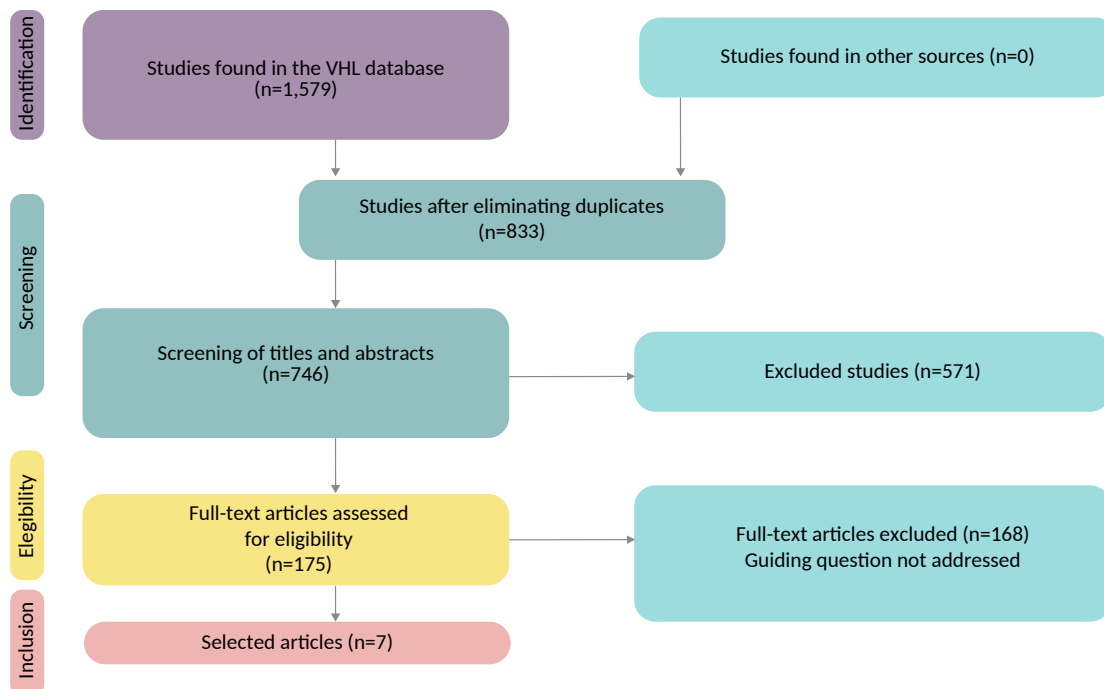 Identification
Studies found in the VHL database
(n=1,579)
Studies found in other sources (n=0)
Screening
Studies after eliminating duplicates
(n=833)
Screening of titles and abstracts
(n=746)
Excluded studies (n=571)
Elegibility
Full-text articles assessed
for eligibility
(n=175)
Full-text articles excluded (n=168)
Guiding question not addressed
Inclusion
Selected articles (n=7)